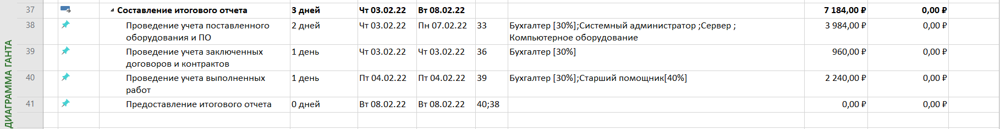 ДИАГРАММА ГАНТА
37 Составление итогового отчета 3 дней Чт 03.02.22 Вт 08.02.22 7 184,00 ₽ 0,00 ₽
38 Проведение учета поставленного 2 дней Чт 03.02.22 Пн 07.02.22 33 Бухгалтер [30%];Системный администратор ;Сервер ; 3 984,00 ₽ 0,00 ₽
оборудования и ПО Компьютерное оборудование
39 Проведение учета заключенных 1 день Чт 03.02.22 Чт 03.02.22 36 Бухгалтер [30%] 960,00 ₽ 0,00 ₽
договоров и контрактов
40 Проведение учета выполненных 1 день Пт 04.02.22 Пт 04.02.22 39 Бухгалтер [30%];Старший помощник[40%] 2 240,00 ₽ 0,00 ₽
работ
41 Предоставление итогового отчета 0 дней Вт 08.02.22 Вт 08.02.22 40;38 0,00 ₽ 0,00 ₽